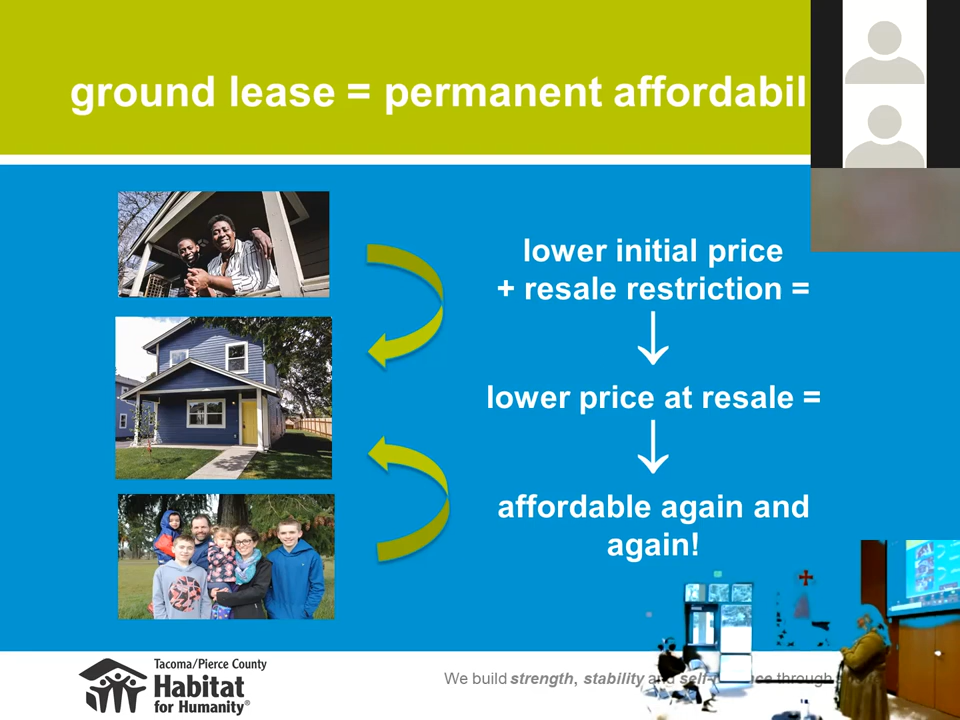 ground lease = permanent affordabil
lower initial price
+ resale restriction =
lower price at resale =
affordable again and
again!
Tacoma/Pierce County
Habitat
for Humanity®
We build strength, stability and self-reliance through